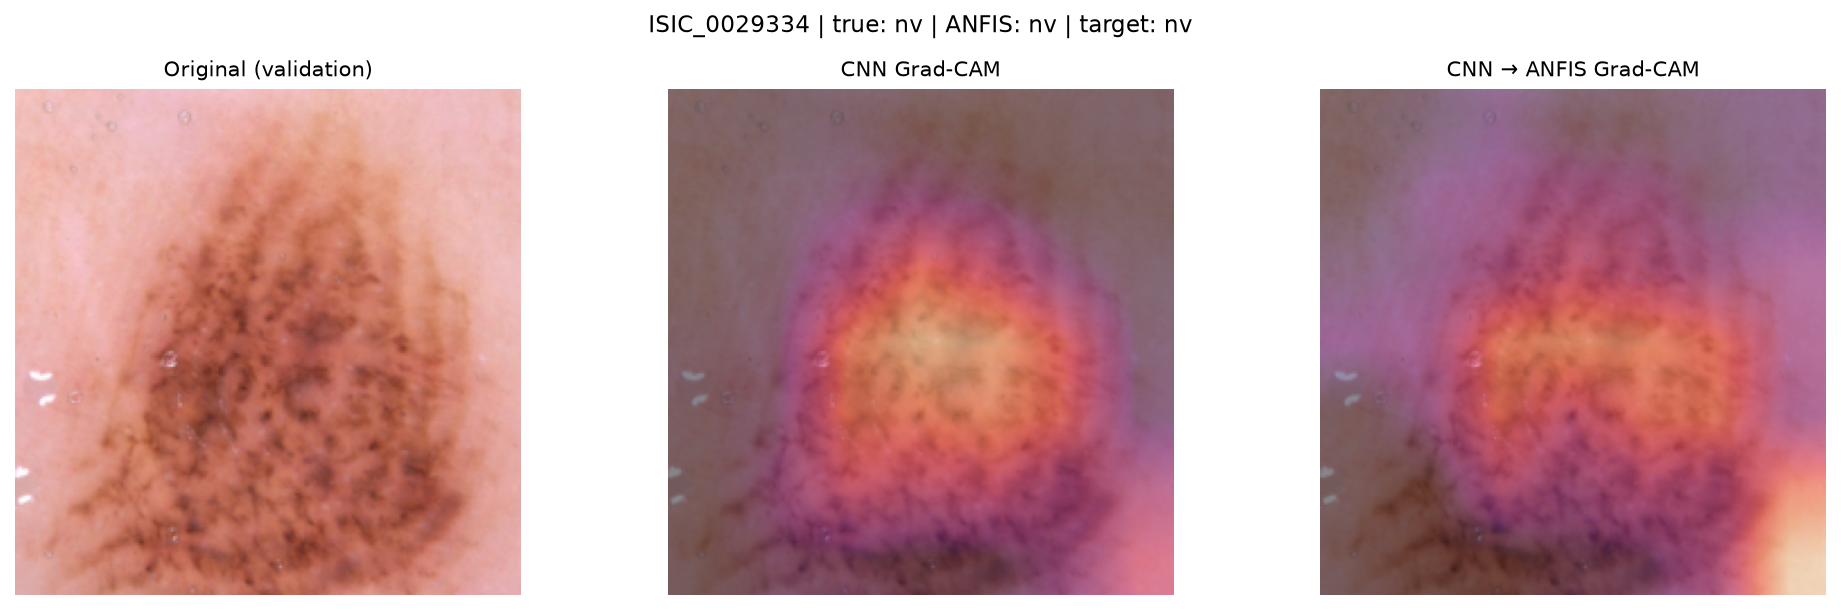 ISIC_0029334 | true: nv | ANFIS: nv | target: nv
Original (validation)
CNN Grad-CAM
CNN → ANFIS Grad-CAM